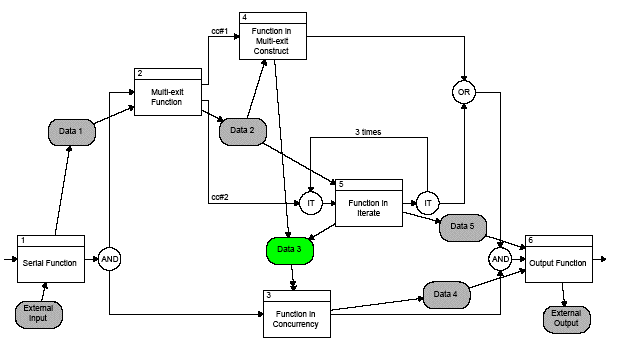 4
Function in
Multi-exit
Construct
cc#1
2
Multi-exit
Function
OR
Data 1
Data 2
3 times
5
Function in
Iterate
cc#2
IT
IT
Data 5
1
Serial Function
AND
Data 3
AND
6
Output Function
External
Input
3
Function in
Concurrency
Data 4
External
Output